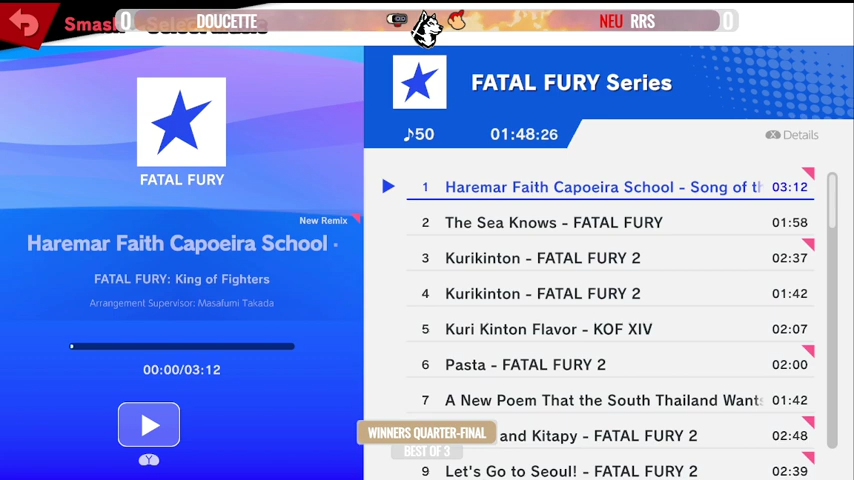 0 DOUCETTE NEU RRS 0
Smash
FATAL FURY Series
♪50 01:48:26 Details
FATAL FURY
New Remix
Haremar Faith Capoeira School
FATAL FURY: King of Fighters
Arrangement Supervisor: Masafumi Takada
00:00/03:12
Y
1 Haremar Faith Capoeira School - Song of 03:12
2 The Sea Knows - FATAL FURY 01:58
3 Kurikinton - FATAL FURY 2 02:37
4 Kurikinton - FATAL FURY 2 01:42
5 Kuri Kinton Flavor - KOF XIV 02:07
6 Pasta - FATAL FURY 2 02:00
7 A New Poem That the South Thailand Want 01:42
and Kitapy - FATAL FURY 2 02:48
9 Let's Go to Seoul! - FATAL FURY 2 02:39
WINNERS QUARTER-FINAL
BEST OF 3